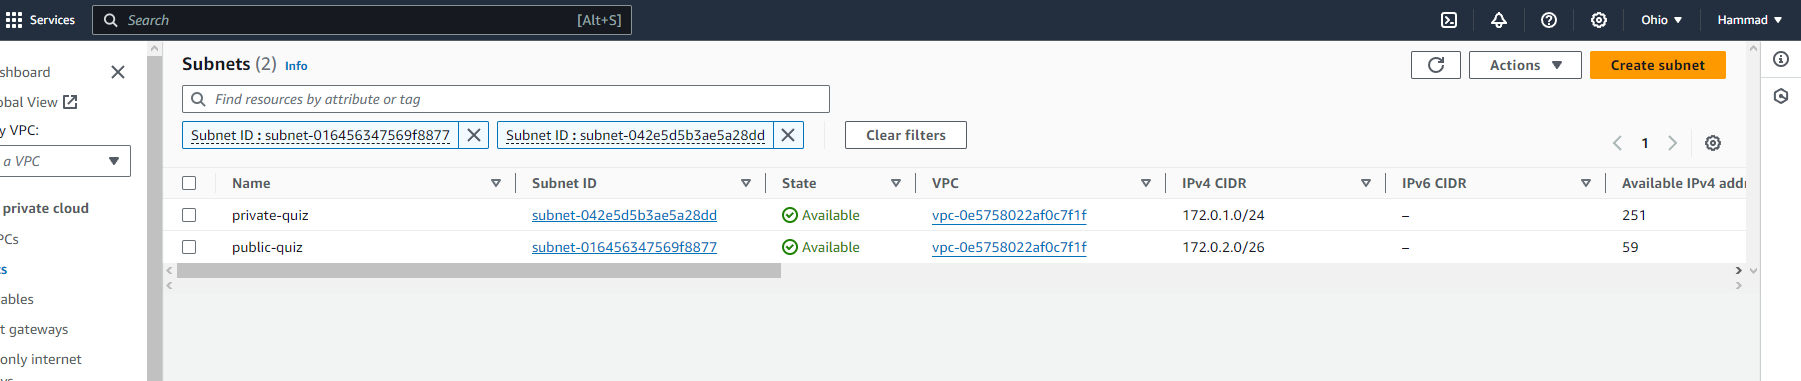 Services Search [Alt+S] Ohio Hammad
shboard
Subnets (2) Info Actions Create subnet
obal View
Find resources by attribute or tag
y VPC:
Subnet ID : subnet-016456347569f8877 Subnet ID : subnet-042e5d5b3ae5a28dd Clear filters
a VPC
1
Name Subnet ID State VPC IPv4 CIDR IPv6 CIDR Available IPv4 addr
private cloud
private-quiz subnet-042e5d5b3ae5a28dd Available vpc-0e5758022af0c7f1f 172.0.1.0/24 – 251
PCs
public-quiz subnet-016456347569f8877 Available vpc-0e5758022af0c7f1f 172.0.2.0/26 – 59
ts
ables
t gateways
only internet